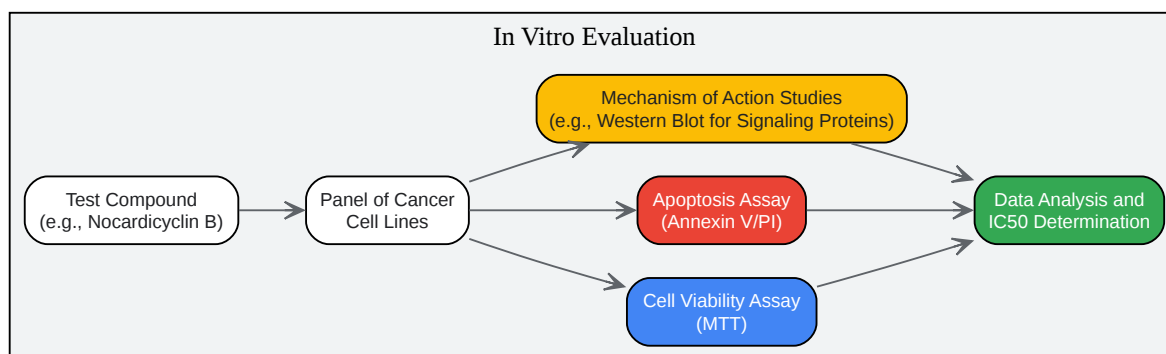 In Vitro Evaluation
Mechanism of Action Studies
(e.g., Western Blot for Signaling Proteins)
Test Compound
(e.g., Nocardicyclin B)
Panel of Cancer
Cell Lines
Apoptosis Assay
(Annexin V/PI)
Data Analysis and
IC50 Determination
Cell Viability Assay
(MTT)